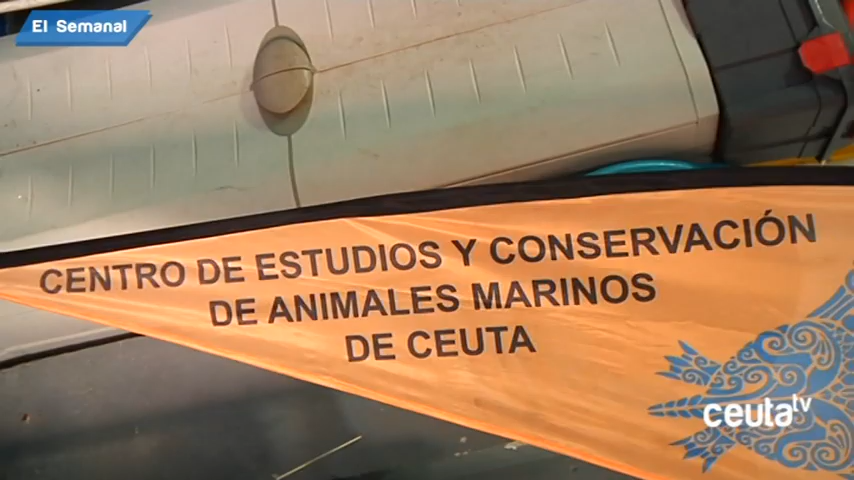 El Semanal
CENTRO DE ESTUDIOS Y CONSERVACIÓN
DE ANIMALES MARINOS
DE CEUTA
ceuta tv